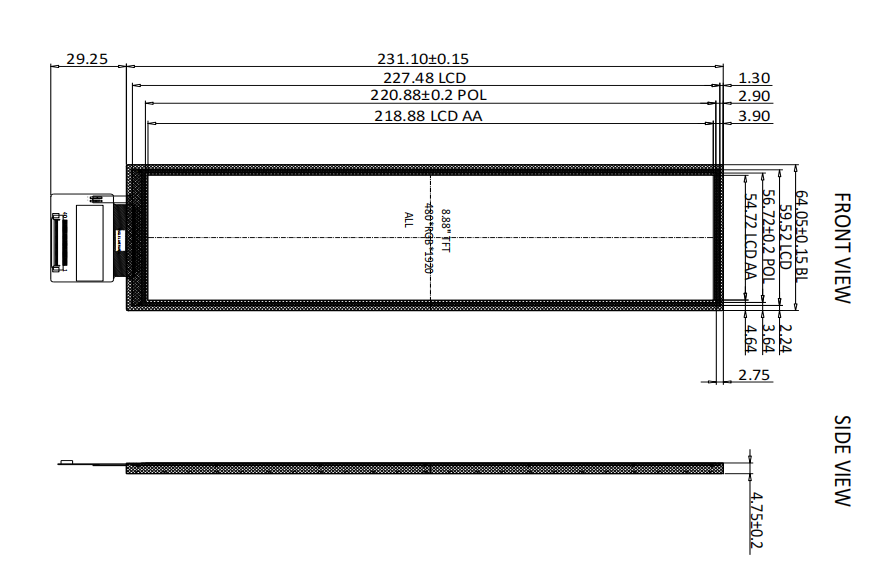 29.25
231.10±0.15
227.48 LCD
1.30
220.88±0.2 POL
2.90
218.88 LCD AA
3.90
8.88" TFT
480*RGB*1920
ALL
54.72 LCD AA
56.72±0.2 POL
59.52 LCD
64.05±0.15 BL
FRONT VIEW
4.64
3.64
2.24
2.75
SIDE VIEW
4.75±0.2